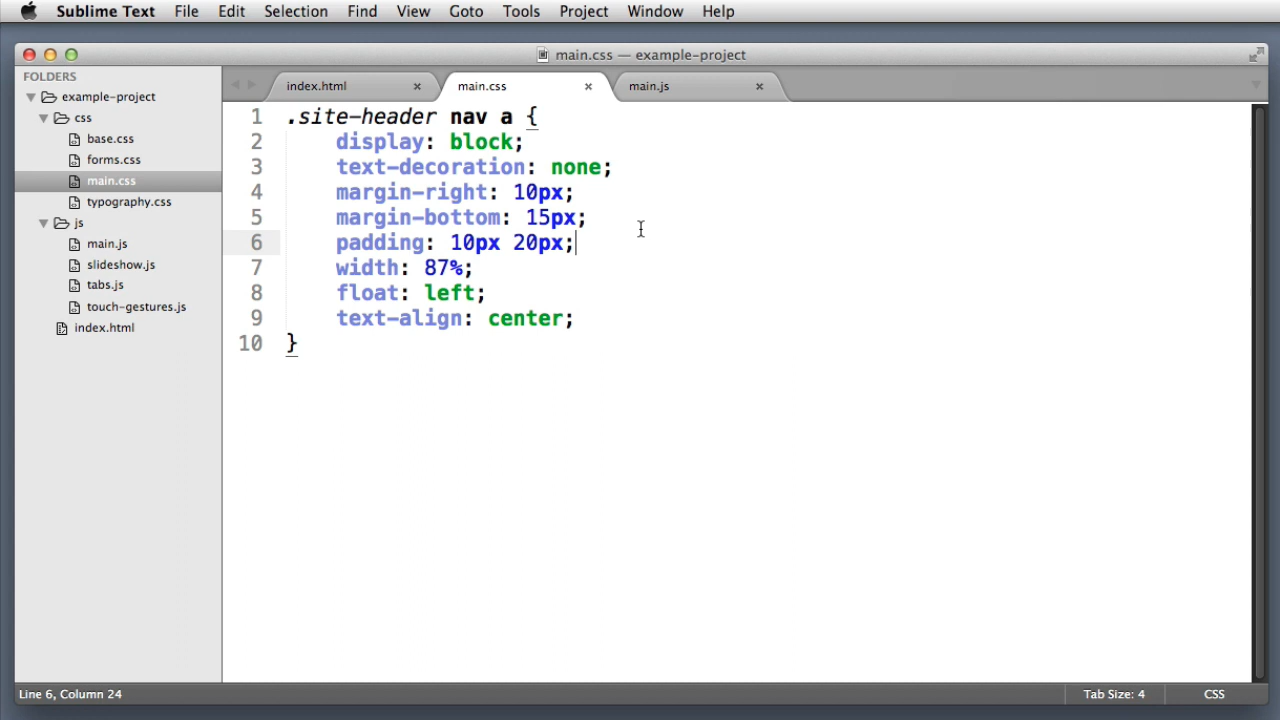 Sublime Text File Edit Selection Find View Goto Tools Project Window Help
main.css — example-project
FOLDERS
example-project
css
base.css
forms.css
main.css
typography.css
js
main.js
slideshow.js
tabs.js
touch-gestures.js
index.html
index.html × main.css × main.js ×
1 .site-header nav a {
2 display: block;
3 text-decoration: none;
4 margin-right: 10px;
5 margin-bottom: 15px;
6 padding: 10px 20px;
7 width: 87%;
8 float: left;
9 text-align: center;
10 }
Line 6, Column 24 Tab Size: 4 CSS